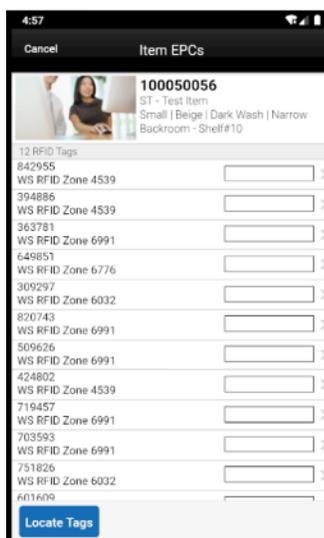 4:57
Cancel
Item EPCs
100050056
ST - Test Item
Small | Beige | Dark Wash | Narrow
Backroom - Shelf#10
12 RFID Tags
842955
WS RFID Zone 4539
394886
WS RFID Zone 4539
363781
WS RFID Zone 6991
649851
WS RFID Zone 6776
309297
WS RFID Zone 6032
820743
WS RFID Zone 6991
509626
WS RFID Zone 6991
424802
WS RFID Zone 4539
719457
WS RFID Zone 6991
703593
WS RFID Zone 6991
751826
WS RFID Zone 6032
601609
Locate Tags